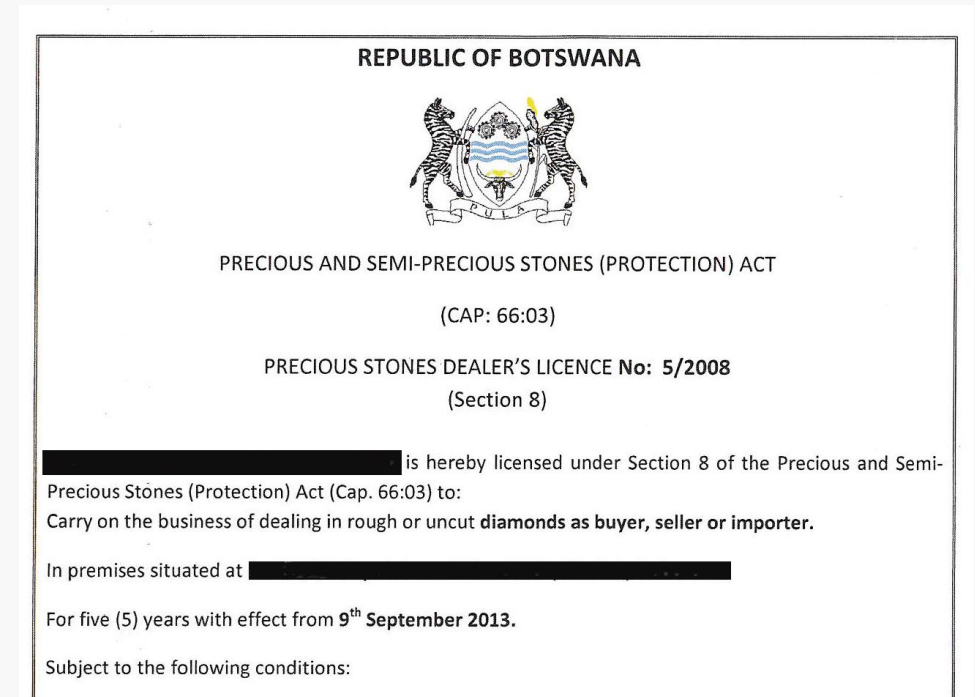 REPUBLIC OF BOTSWANA
PULA
PRECIOUS AND SEMI-PRECIOUS STONES (PROTECTION) ACT
(CAP: 66:03)
PRECIOUS STONES DEALER'S LICENCE No: 5/2008
(Section 8)
is hereby licensed under Section 8 of the Precious and Semi-
Precious Stones (Protection) Act (Cap. 66:03) to:
Carry on the business of dealing in rough or uncut diamonds as buyer, seller or importer.
In premises situated at
For five (5) years with effect from 9th September 2013.
Subject to the following conditions: